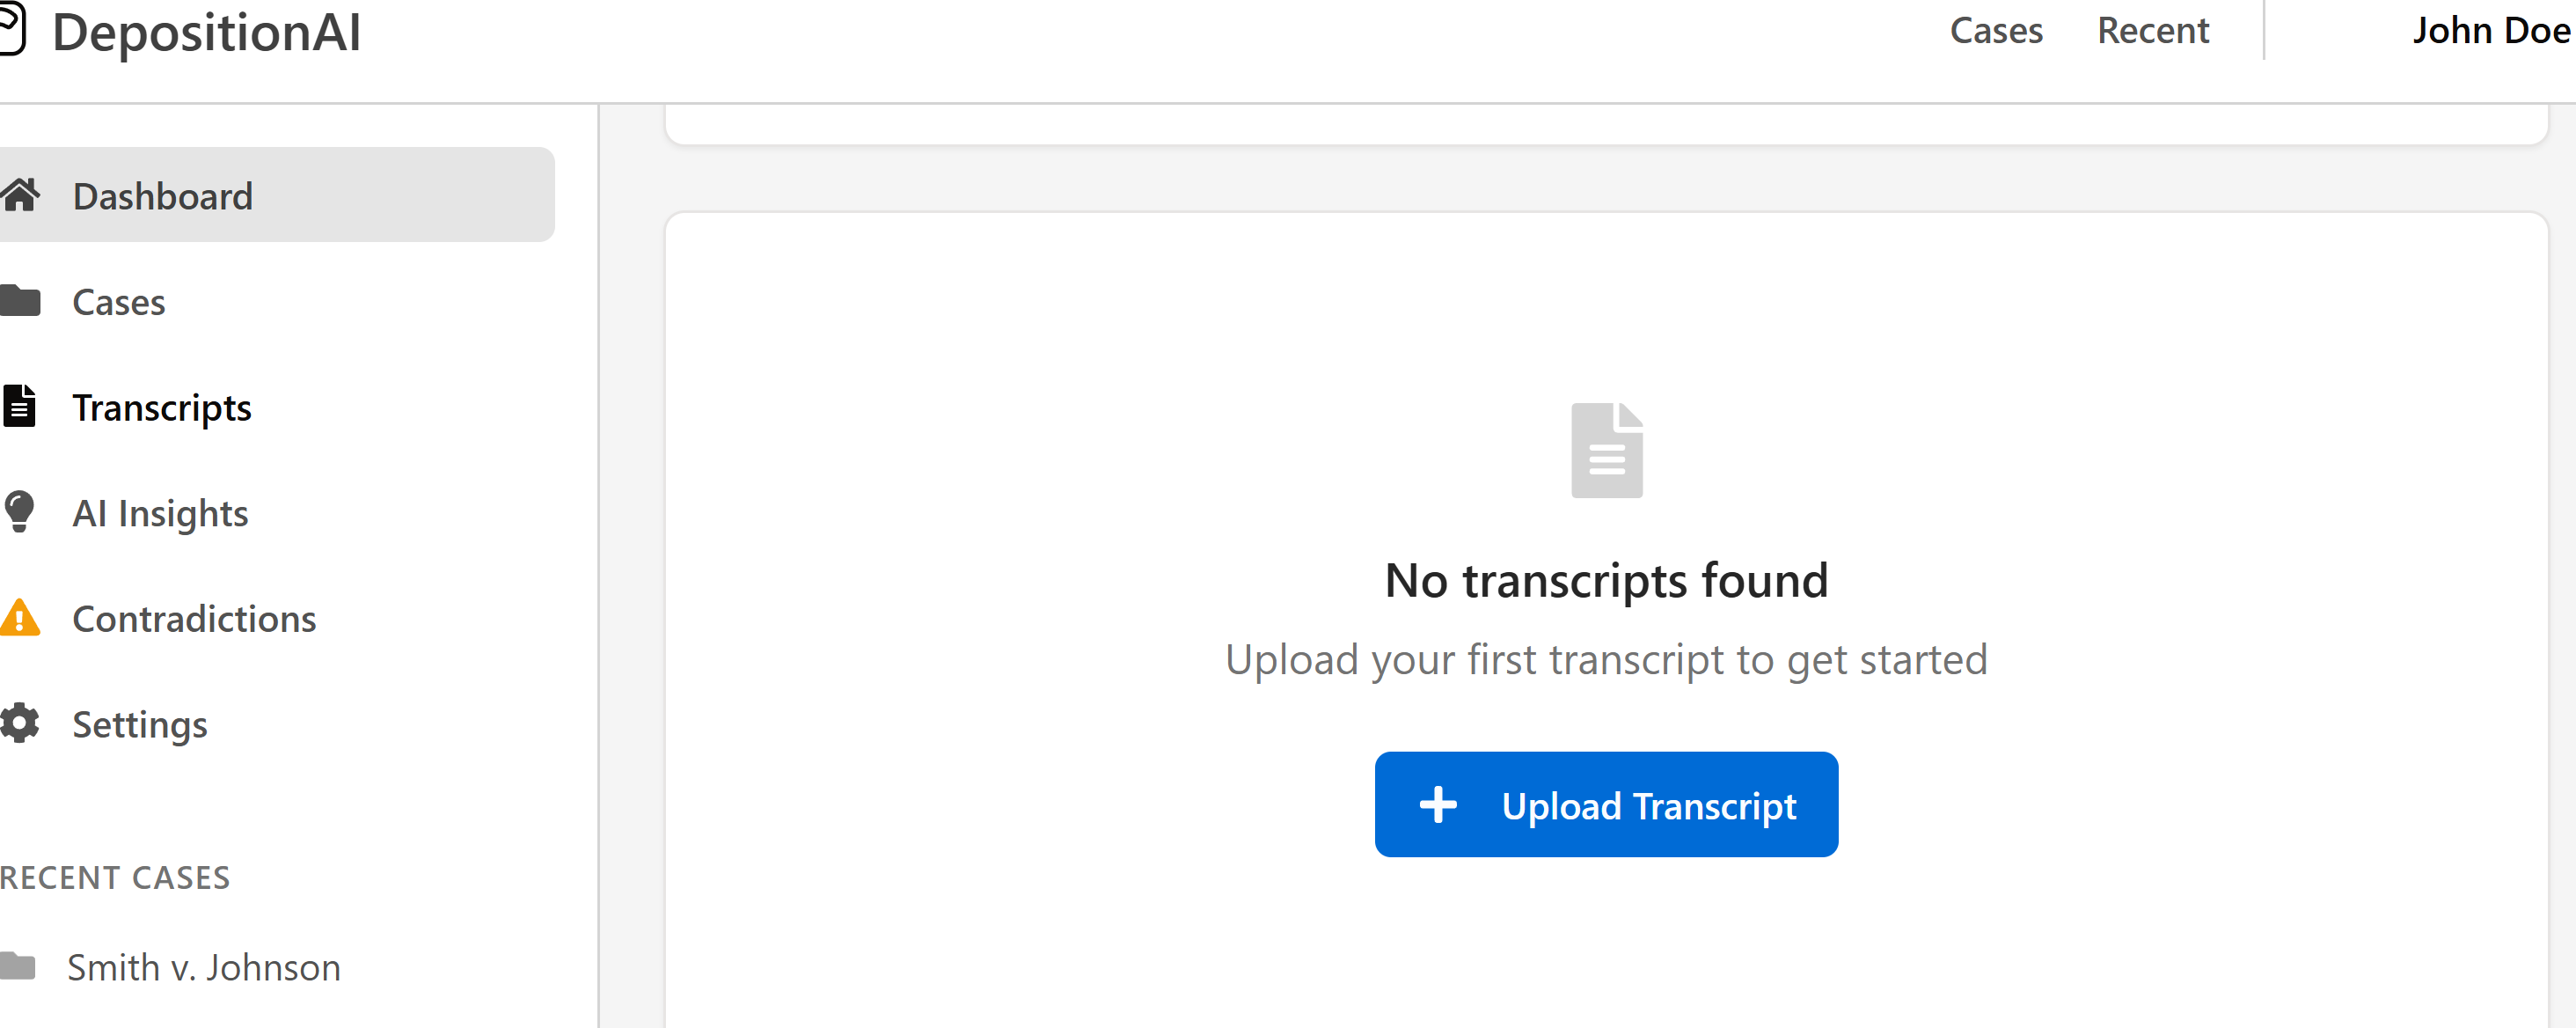 DepositionAI
Cases
Recent
John Doe
Dashboard
Cases
Transcripts
AI Insights
Contradictions
Settings
RECENT CASES
Smith v. Johnson
No transcripts found
Upload your first transcript to get started
Upload Transcript